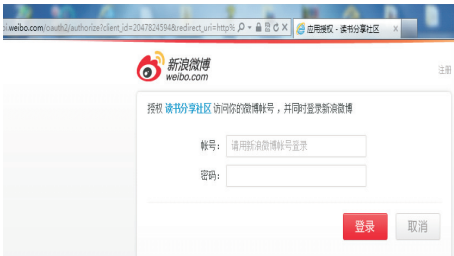 i.weibo.com/oauth2/authorize?client_id=2047824594&redirect_uri=http%
应用授权 - 读书分享社区
新浪微博
weibo.com
注册
授权 读书分享社区 访问你的微博帐号，并同时登录新浪微博
帐号： 请用新浪微博帐号登录
密码：
登录 取消